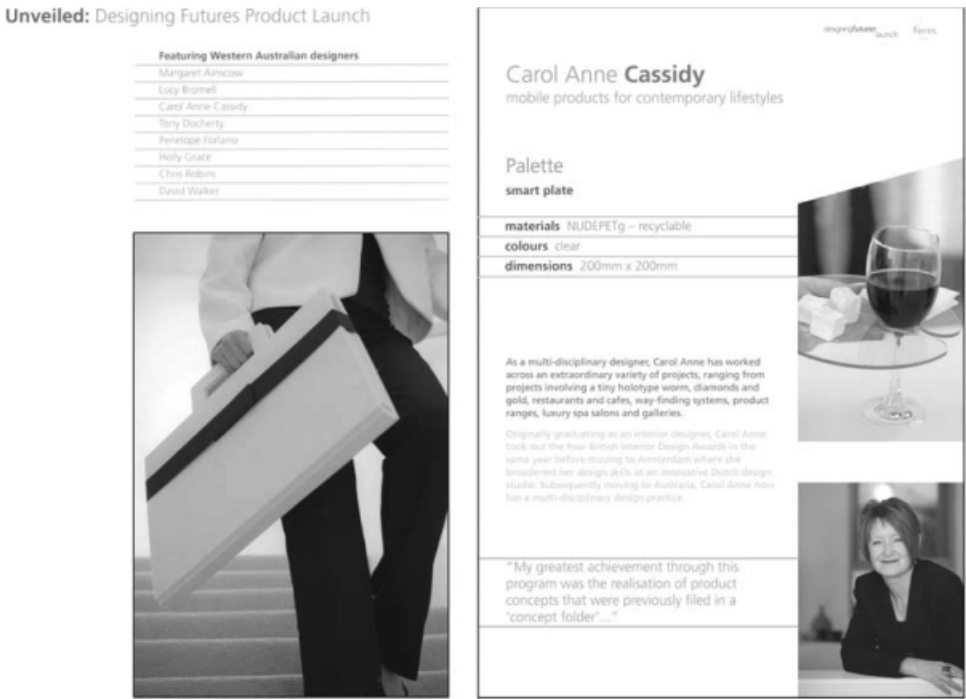 Unveiled: Designing Futures Product Launch
Featuring Western Australian designers
Margaret Ainscow
Lucy Bromell
Carol Anne Cassidy
Tony Docherty
Penelope Forlano
Holly Grace
Chris Robins
David Walker
designingfutures launch
Form
Carol Anne Cassidy
mobile products for contemporary lifestyles
Palette
smart plate
materials NUDEPETg – recyclable
colours clear
dimensions 200mm x 200mm
As a multi-disciplinary designer, Carol Anne has worked
across an extraordinary variety of projects, ranging from
projects involving a tiny holotype worm, diamonds and
gold, restaurants and cafes, way-finding systems, product
ranges, luxury spa salons and galleries.
Originally graduating as an interior designer, Carol Anne
took out the four British Interior Design Awards in the
same year before moving to Amsterdam where she
broadened her design skills at an innovative Dutch design
studio. Subsequently moving to Australia, Carol Anne now
has a multi-disciplinary design practice.
"My greatest achievement through this
program was the realisation of product
concepts that were previously filed in a
'concept folder'..."